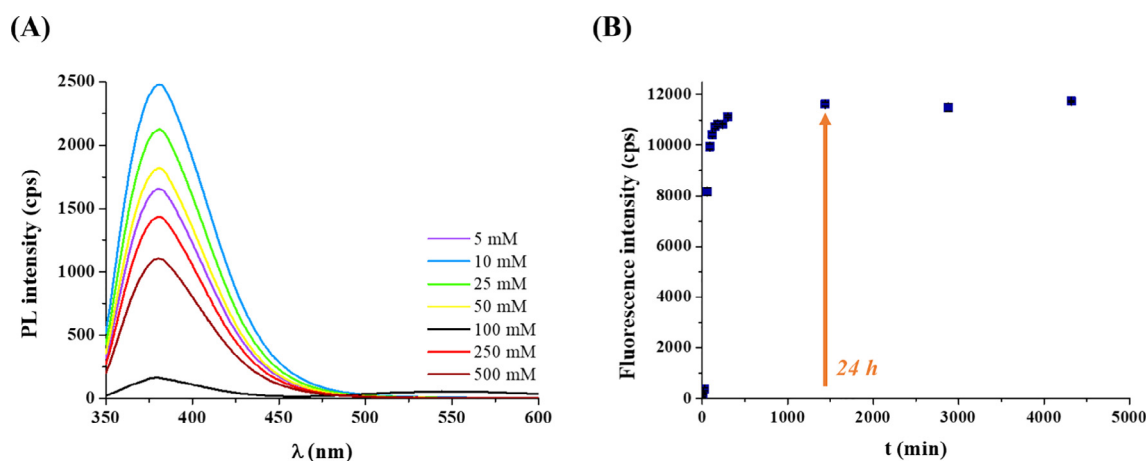 (A)
(B)
PL intensity (cps)
2500
2000
1500
1000
500
0
350
400
450
500
550
600
λ (nm)
5 mM
10 mM
25 mM
50 mM
100 mM
250 mM
500 mM
Fluorescence intensity (cps)
12000
10000
8000
6000
4000
2000
0
0
1000
2000
3000
4000
5000
t (min)
24 h